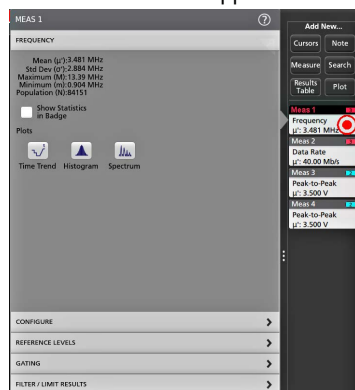 MEAS 1
?
FREQUENCY
Mean (µ'):3.481 MHz
Std Dev (σ'):2.884 MHz
Maximum (M):13.39 MHz
Minimum (m):0.904 MHz
Population (N):84151
Show Statistics
in Badge
Plots
Time Trend Histogram Spectrum
CONFIGURE
REFERENCE LEVELS
GATING
FILTER / LIMIT RESULTS
Add New...
Cursors Note
Measure Search
Results
Table
Plot
Meas 1
Frequency
µ': 3.481 MHz
Meas 2
Data Rate
µ': 40.00 Mb/s
Meas 3 2
Peak-to-Peak
µ': 3.500 V
Meas 4 2
Peak-to-Peak
µ': 3.500 V